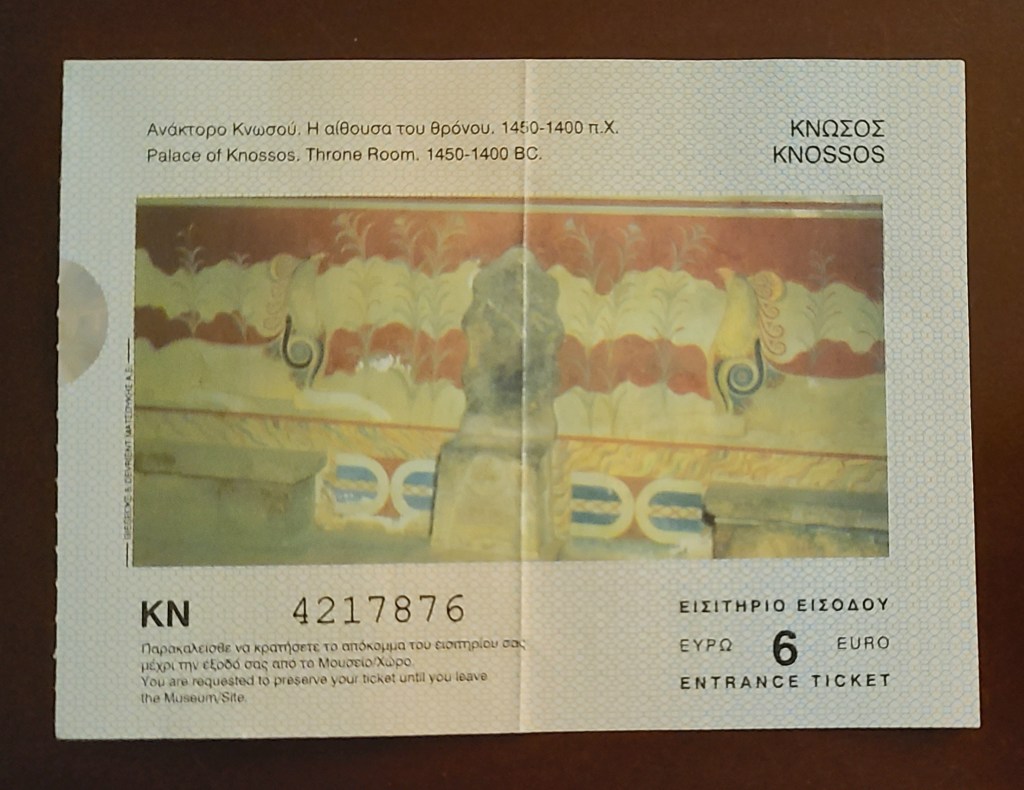 Ανάκτορο Κνωσού. Η αίθουσα του θρόνου. 1450-1400 π.Χ.
Palace of Knossos. Throne Room. 1450-1400 BC.
ΚΝΩΣΟΣ
KNOSSOS
KN 4217876
Παρακαλείσθε να κρατήσετε το απόκομμα του εισιτηρίου σας
μέχρι την έξοδό σας από το Μουσείο/Χώρο.
You are requested to preserve your ticket until you leave
the Museum/Site.
ΕΙΣΙΤΗΡΙΟ ΕΙΣΟΔΟΥ
ΕΥΡΩ 6 EURO
ENTRANCE TICKET